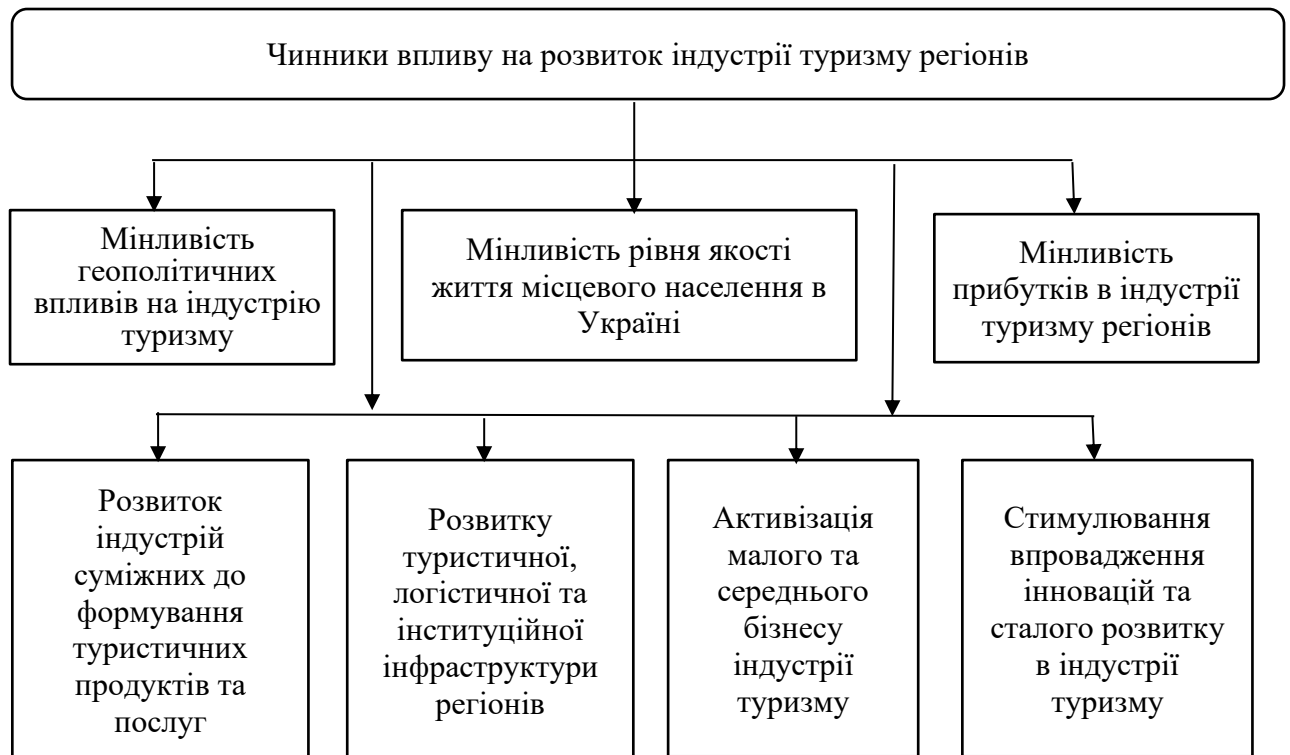 Чинники впливу на розвиток індустрії туризму регіонів
Мінливість
геополітичних
впливів на індустрію
туризму
Мінливість рівня якості
життя місцевого населення в
Україні
Мінливість
прибутків в індустрії
туризму регіонів
Розвиток
індустрій
суміжних до
формування
туристичних
продуктів та
послуг
Розвитку
туристичної,
логістичної та
інституційної
інфраструктури
регіонів
Активізація
малого та
середнього
бізнесу
індустрії
туризму
Стимулювання
впровадження
інновацій та
сталого розвитку
в індустрії
туризму